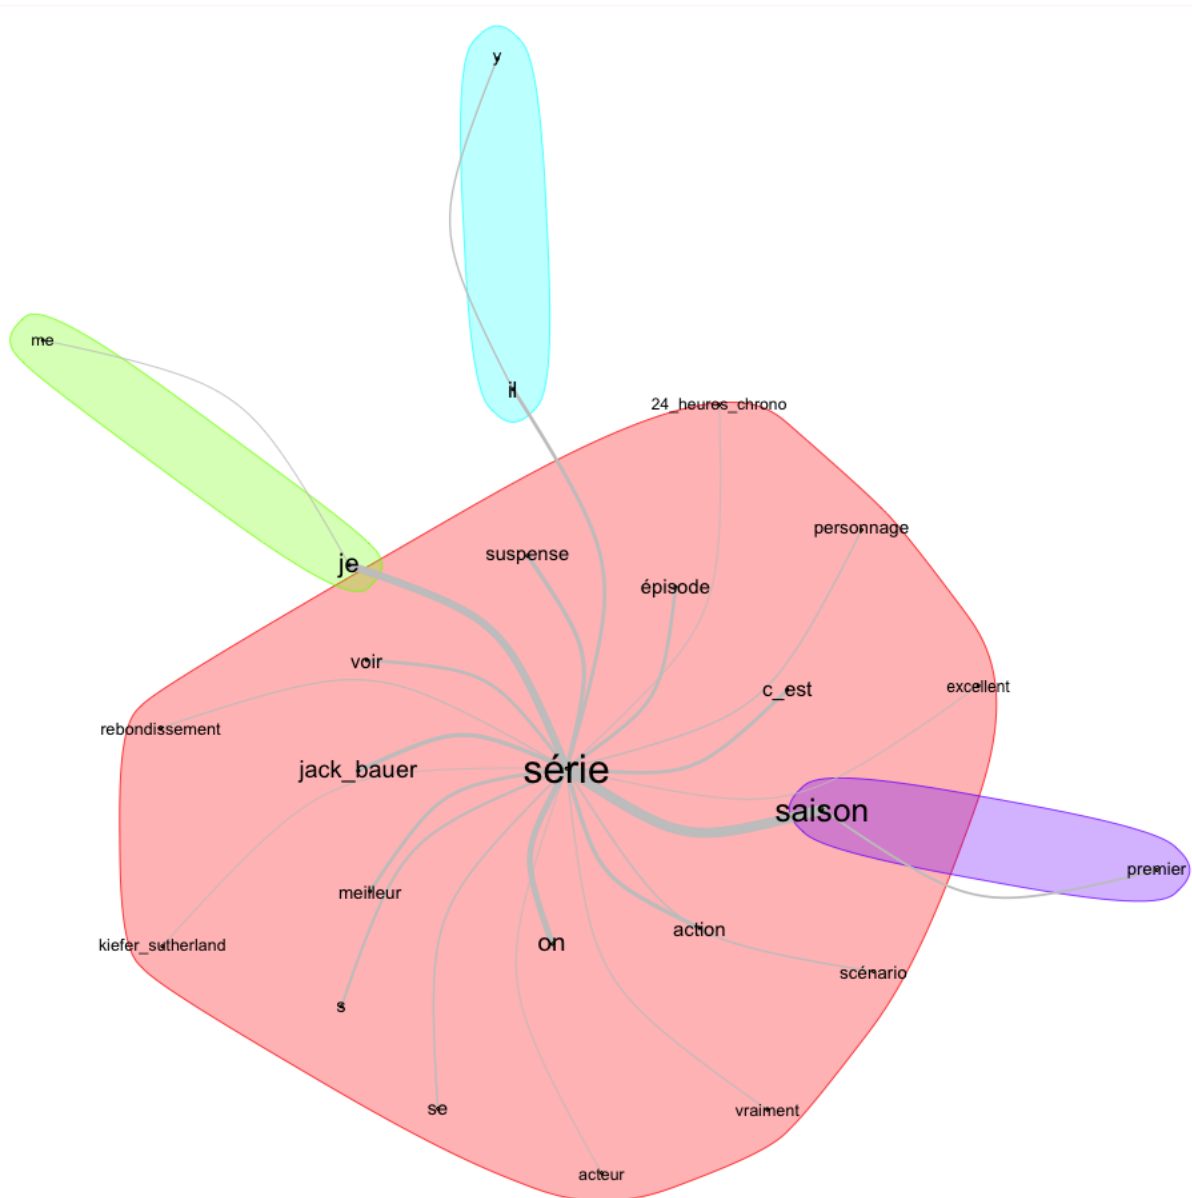 y
me
il
24_heures_chrono
personnage
suspense
je
épisode
voir
c_est
excellent
rebondissement
jack_bauer
série
saison
premier
meilleur
action
on
kiefer_sutherland
scénario
s
se
vraiment
acteur